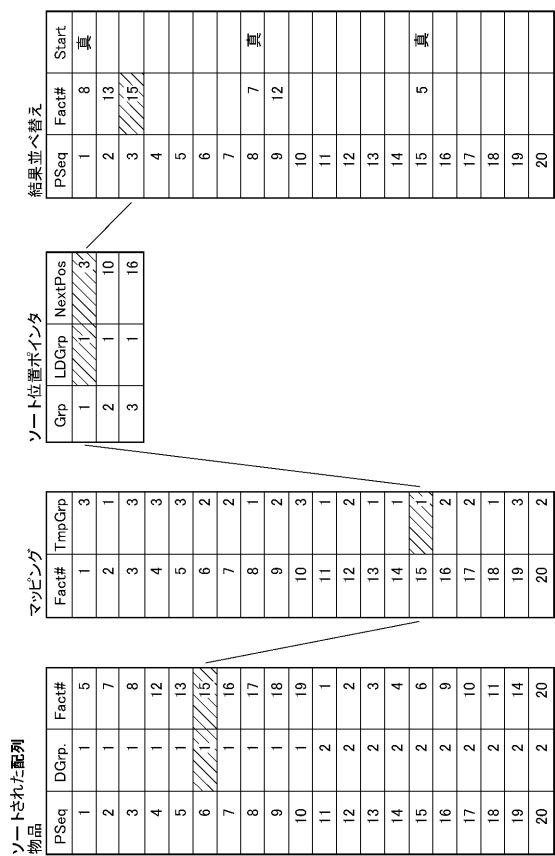 ソートされた配列
物品
PSeq DGrp. Fact#
1 1 5
2 1 7
3 1 8
4 1 12
5 1 13
6 1 15
7 1 16
8 1 17
9 1 18
10 1 19
11 2 1
12 2 2
13 2 3
14 2 4
15 2 6
16 2 9
17 2 10
18 2 11
19 2 14
20 2 20
マッピング
Fact# TmpGrp
1 3
2 1
3 3
4 3
5 3
6 2
7 2
8 1
9 2
10 3
11 1
12 2
13 1
14 1
15 1
16 2
17 2
18 1
19 3
20 2
ソート位置ポインタ
Grp LDGrp NextPos
1 1 3
2 1 10
3 1 16
結果並べ替え
PSeq Fact# Start
1 8 真
2 13
3 15
4
5
6
7
8 7 真
9 12
10
11
12
13
14
15 5 真
16
17
18
19
20